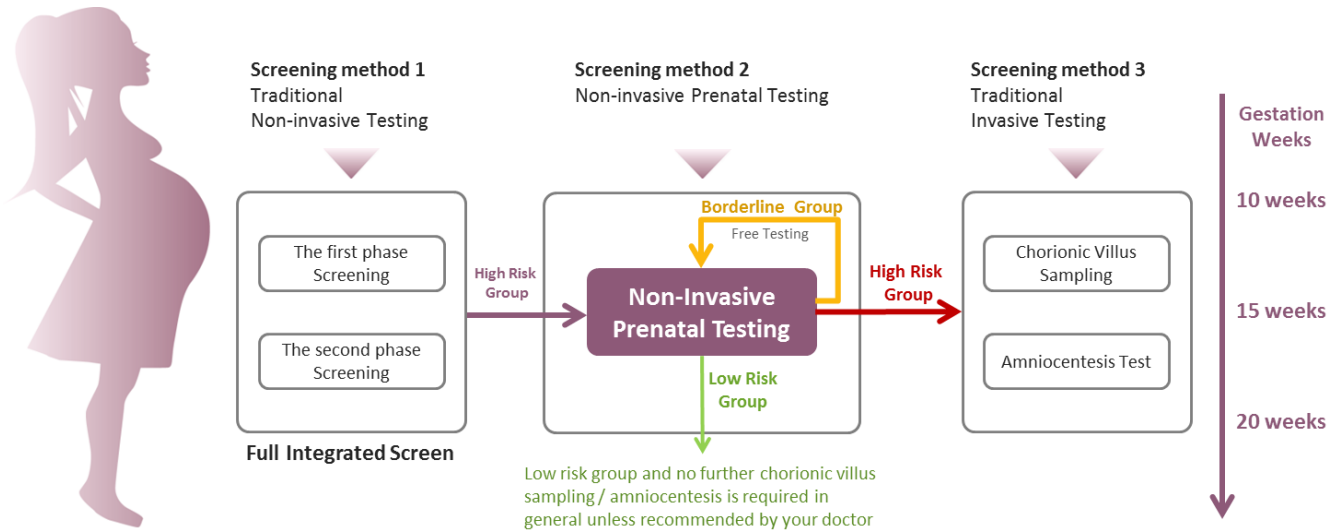 Screening method 1
Traditional
Non-invasive Testing
Screening method 2
Non-invasive Prenatal Testing
Screening method 3
Traditional
Invasive Testing
Gestation
Weeks
10 weeks
15 weeks
20 weeks
The first phase
Screening
The second phase
Screening
Full Integrated Screen
High Risk
Group
Borderline Group
Free Testing
Non-Invasive
Prenatal Testing
High Risk
Group
Low Risk
Group
Low risk group and no further chorionic villus
sampling / amniocentesis is required in
general unless recommended by your doctor
Chorionic Villus
Sampling
Amniocentesis Test